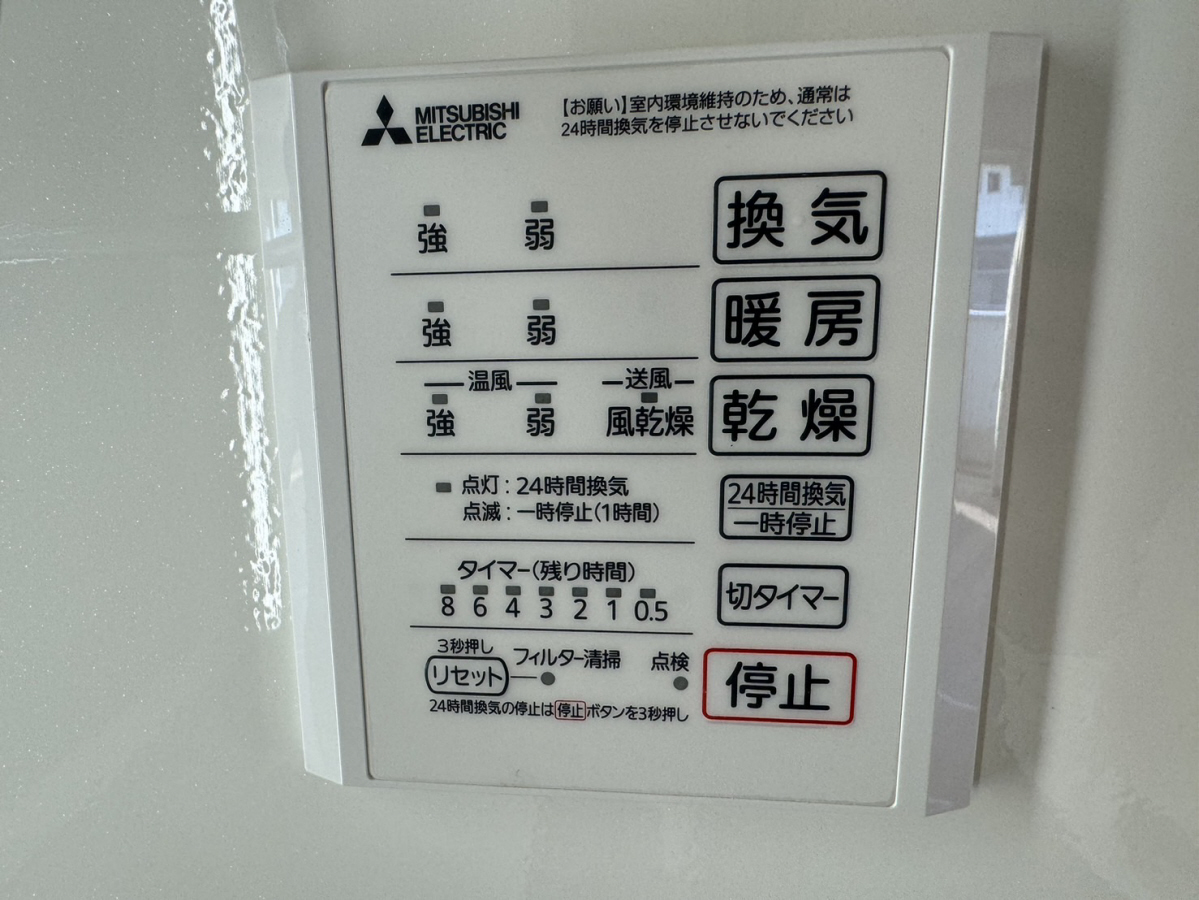 MITSUBISHI
ELECTRIC
【お願い】室内環境維持のため、通常は
24時間換気を停止させないでください
強 弱 換気
強 弱 暖房
温風 送風
強 弱 風乾燥 乾燥
点灯：24時間換気
点滅：一時停止（1時間）
24時間換気
一時停止
タイマー（残り時間）
8 6 4 3 2 1 0.5
切タイマー
3秒押し
リセット フィルター清掃 点検
24時間換気の停止は停止ボタンを3秒押し
停止